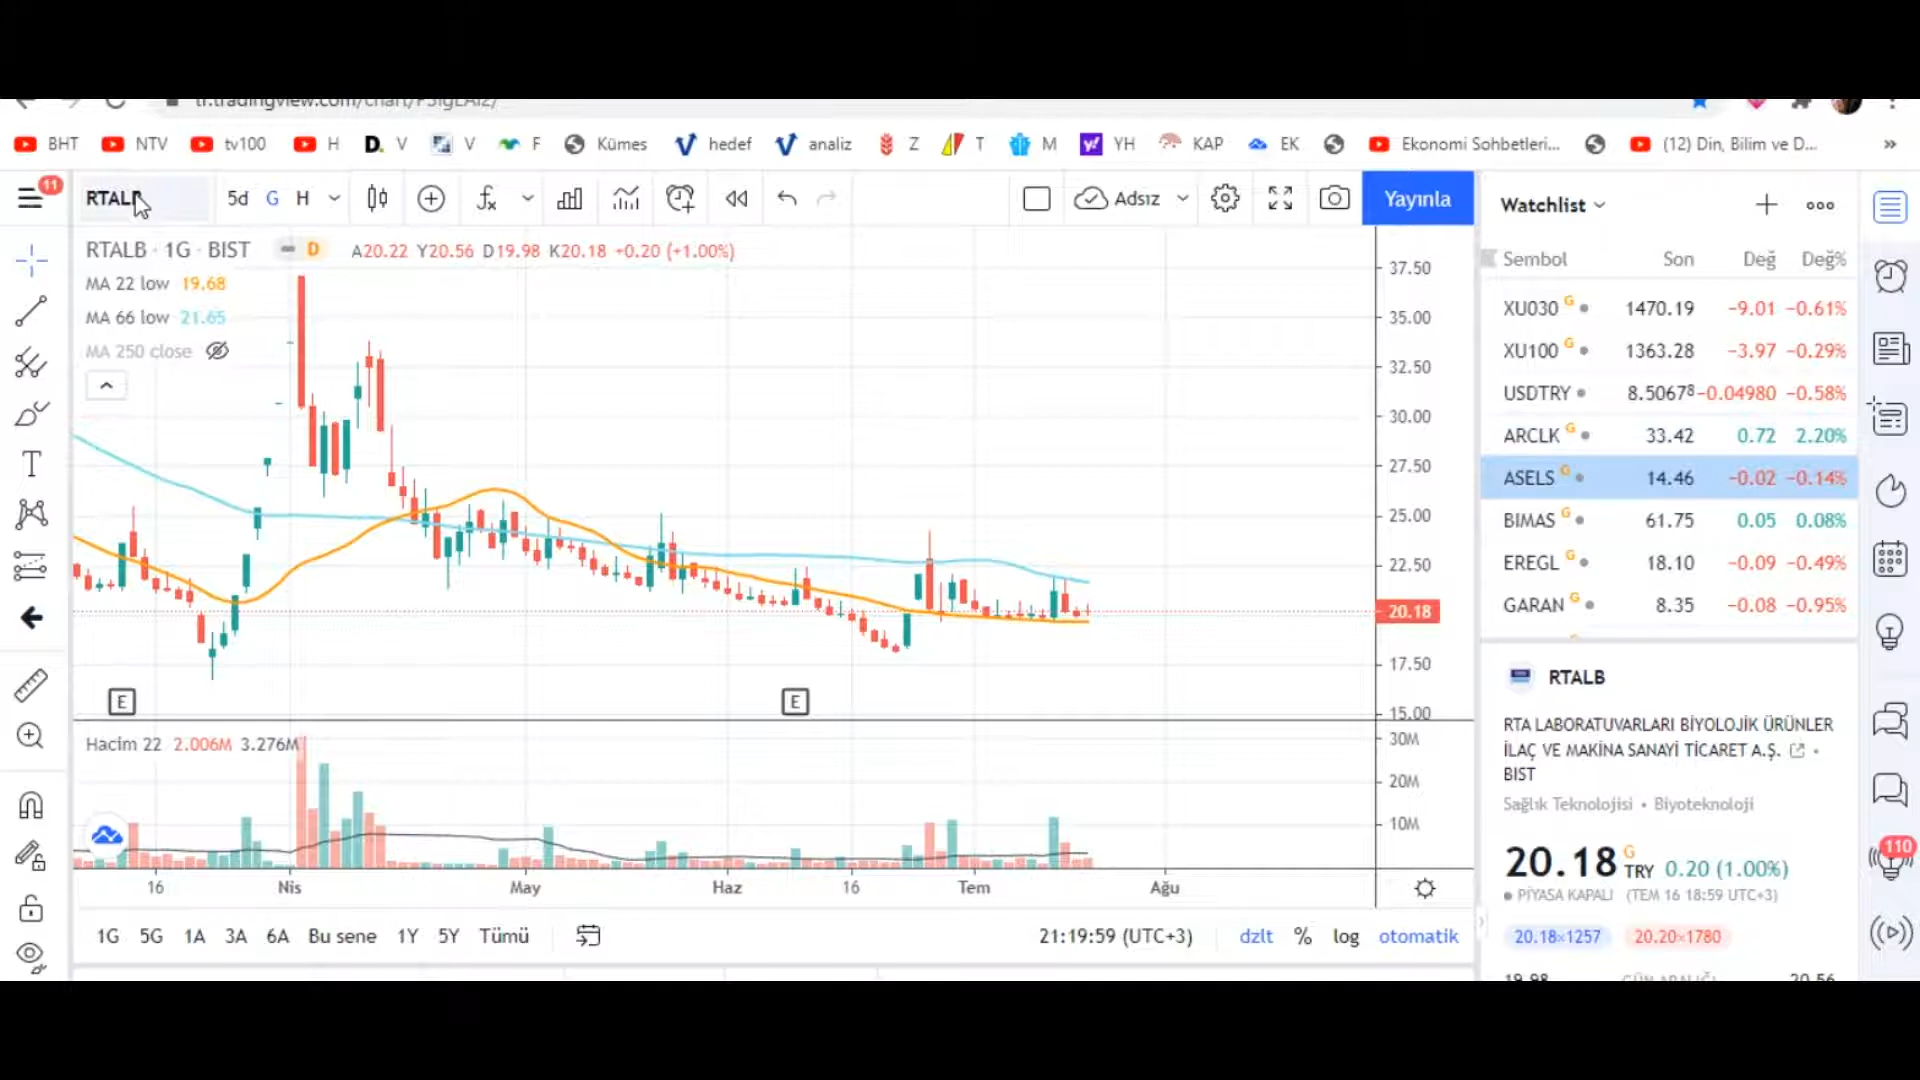 BHT NTV tv100 H D. V V F Kümes hedef analiz Z T M YH KAP EK Ekonomi Sohbetleri... (12) Din, Bilim ve D... »
11
RTALB 5d G H Adsız Yayınla
RTALB · 1G · BIST D A20.22 Y20.56 D19.98 K20.18 +0.20 (+1.00%)
MA 22 low 19.68
MA 66 low 21.65
MA 250 close
37.50
35.00
32.50
30.00
27.50
25.00
22.50
20.18
17.50
15.00
E E
Hacim 22 2.006M 3.276M
30M
20M
10M
16 Nis May Haz 16 Tem Ağu
1G 5G 1A 3A 6A Bu sene 1Y 5Y Tümü 21:19:59 (UTC+3) dzlt % log otomatik
Watchlist
Sembol Son Değ Değ%
XU030 G 1470.19 −9.01 −0.61%
XU100 G 1363.28 −3.97 −0.29%
USDTRY 8.50678 −0.04980 −0.58%
ARCLK G 33.42 0.72 2.20%
ASELS G 14.46 −0.02 −0.14%
BIMAS G 61.75 0.05 0.08%
EREGL G 18.10 −0.09 −0.49%
GARAN G 8.35 −0.08 −0.95%
RTALB
RTA LABORATUVARLARI BİYOLOJİK ÜRÜNLER
İLAÇ VE MAKİNA SANAYİ TİCARET A.Ş. •
BIST
Sağlık Teknolojisi • Biyoteknoloji
20.18 G TRY 0.20 (1.00%)
PİYASA KAPALI (TEM 16 18:59 UTC+3)
20.18×1257 20.20×1780
19.98 GÜN ARALIĞI 20.56
110